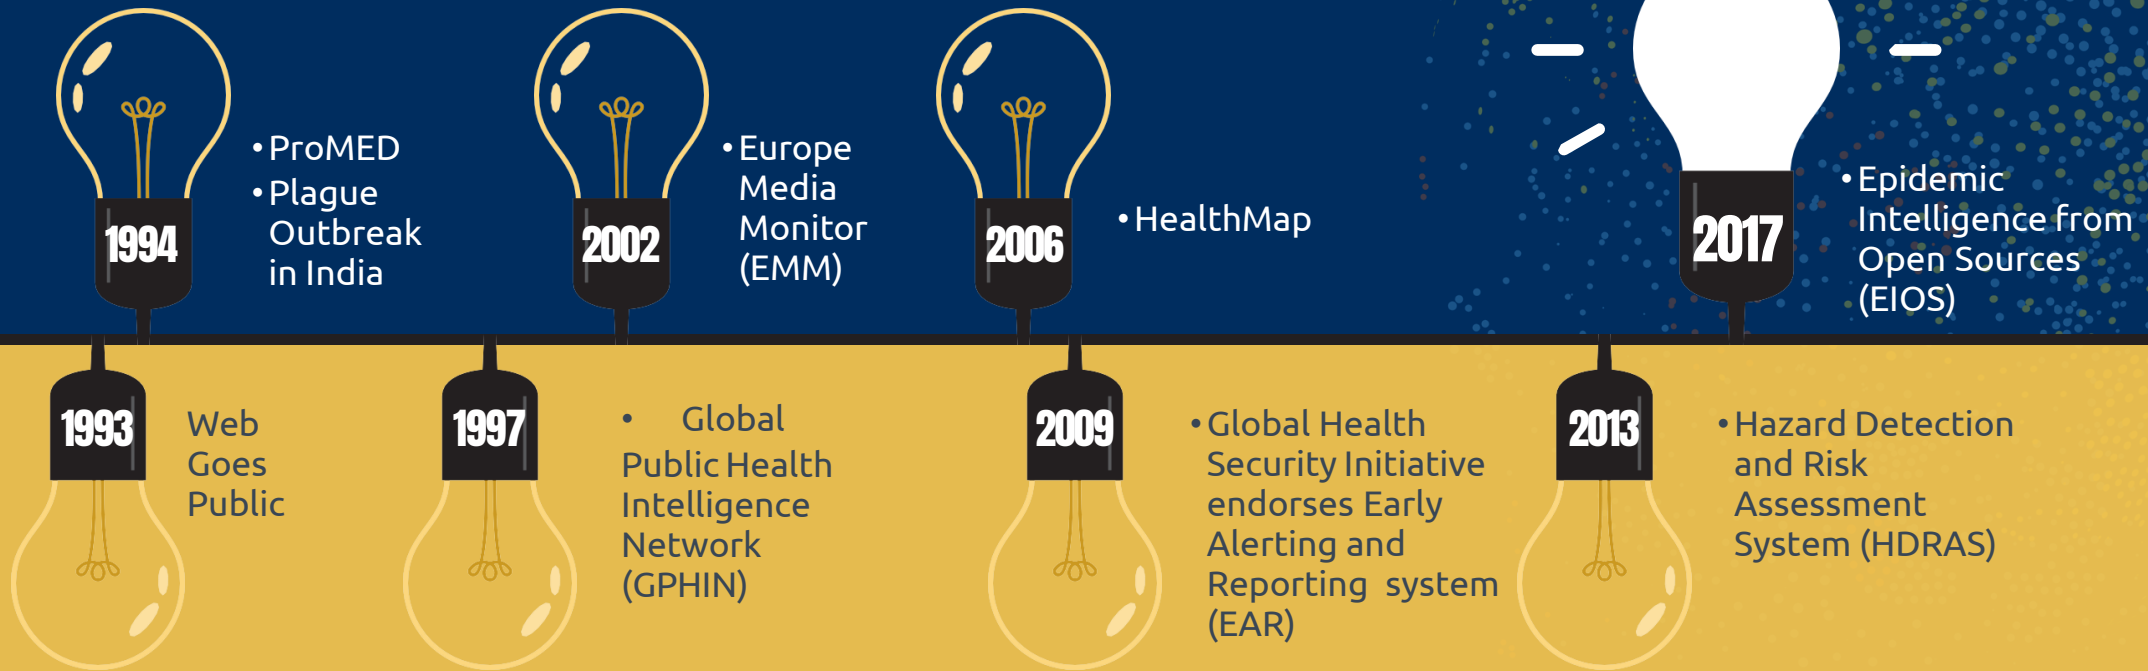 1994
• ProMED
• Plague
Outbreak
in India
2002
• Europe
Media
Monitor
(EMM)
2006
• HealthMap
2017
• Epidemic
Intelligence from
Open Sources
(EIOS)
1993
Web
Goes
Public
1997
• Global
Public Health
Intelligence
Network
(GPHIN)
2009
• Global Health
Security Initiative
endorses Early
Alerting and
Reporting system
(EAR)
2013
• Hazard Detection
and Risk
Assessment
System (HDRAS)